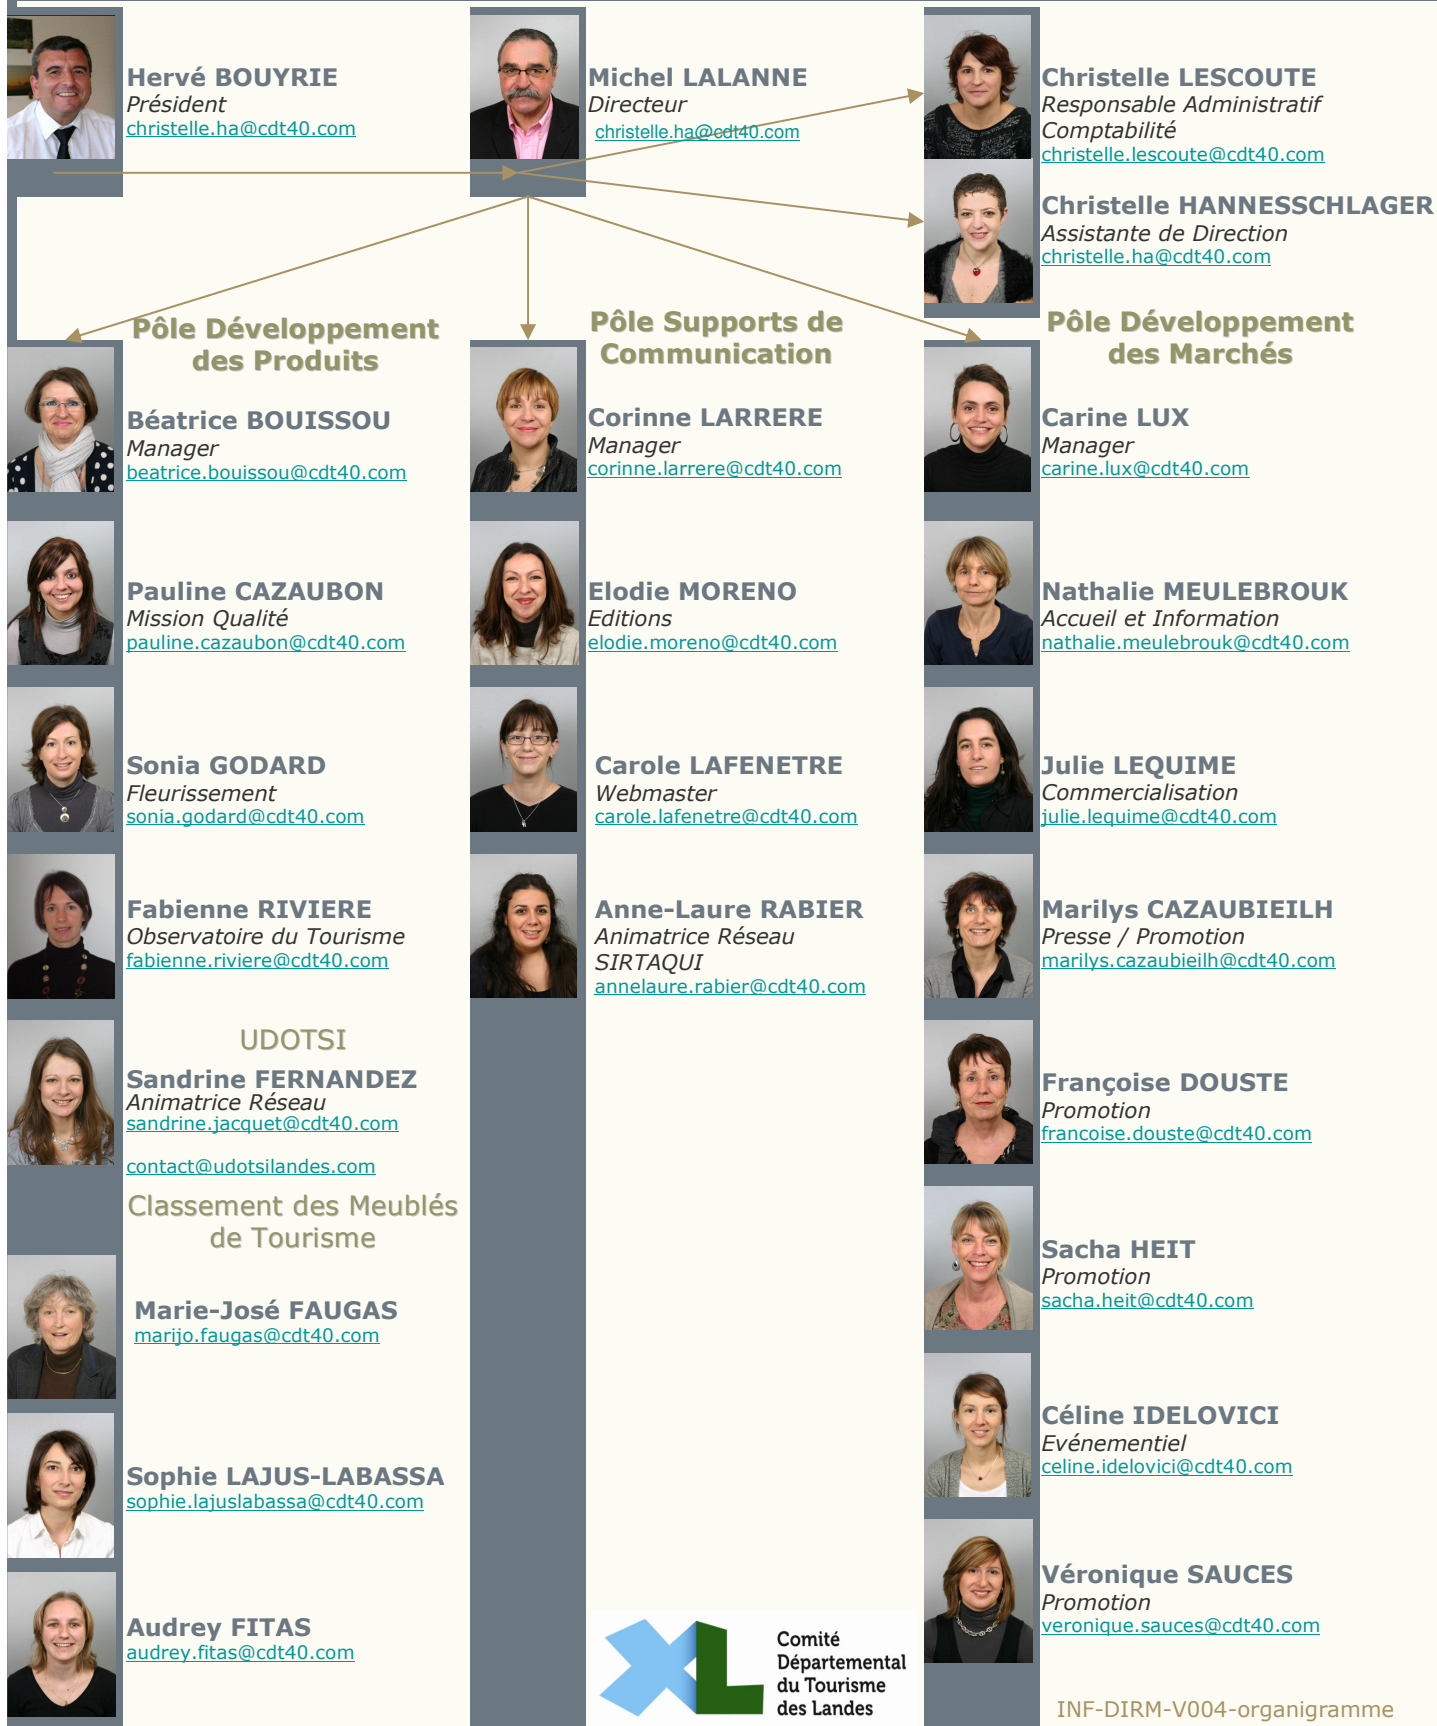 Hervé BOUYRIE
Président
christelle.ha@cdt40.com
Michel LALANNE
Directeur
christelle.ha@cdt40.com
Christelle LESCOUTE
Responsable Administratif
Comptabilité
christelle.lescoute@cdt40.com
Christelle HANNESSCHLAGER
Assistante de Direction
christelle.ha@cdt40.com
Pôle Développement
des Produits
Béatrice BOUISSOU
Manager
beatrice.bouissou@cdt40.com
Pauline CAZAUBON
Mission Qualité
pauline.cazaubon@cdt40.com
Sonia GODARD
Fleurissement
sonia.godard@cdt40.com
Fabienne RIVIERE
Observatoire du Tourisme
fabienne.riviere@cdt40.com
UDOTSI
Sandrine FERNANDEZ
Animatrice Réseau
sandrine.jacquet@cdt40.com
contact@udotsilandes.com
Classement des Meublés
de Tourisme
Marie-José FAUGAS
marijo.faugas@cdt40.com
Sophie LAJUS-LABASSA
sophie.lajuslabassa@cdt40.com
Audrey FITAS
audrey.fitas@cdt40.com
Pôle Supports de
Communication
Corinne LARRERE
Manager
corinne.larrere@cdt40.com
Elodie MORENO
Editions
elodie.moreno@cdt40.com
Carole LAFENETRE
Webmaster
carole.lafenetre@cdt40.com
Anne-Laure RABIER
Animatrice Réseau
SIRTAQUI
annelaure.rabier@cdt40.com
XL
Comité
Départemental
du Tourisme
des Landes
Pôle Développement
des Marchés
Carine LUX
Manager
carine.lux@cdt40.com
Nathalie MEULEBROUK
Accueil et Information
nathalie.meulebrouk@cdt40.com
Julie LEQUIME
Commercialisation
julie.lequime@cdt40.com
Marilys CAZAUBIEILH
Presse / Promotion
marilys.cazaubieilh@cdt40.com
Françoise DOUSTE
Promotion
francoise.douste@cdt40.com
Sacha HEIT
Promotion
sacha.heit@cdt40.com
Céline IDELOVICI
Evénementiel
celine.idelovici@cdt40.com
Véronique SAUCES
Promotion
veronique.sauces@cdt40.com
INF-DIRM-V004-organigramme